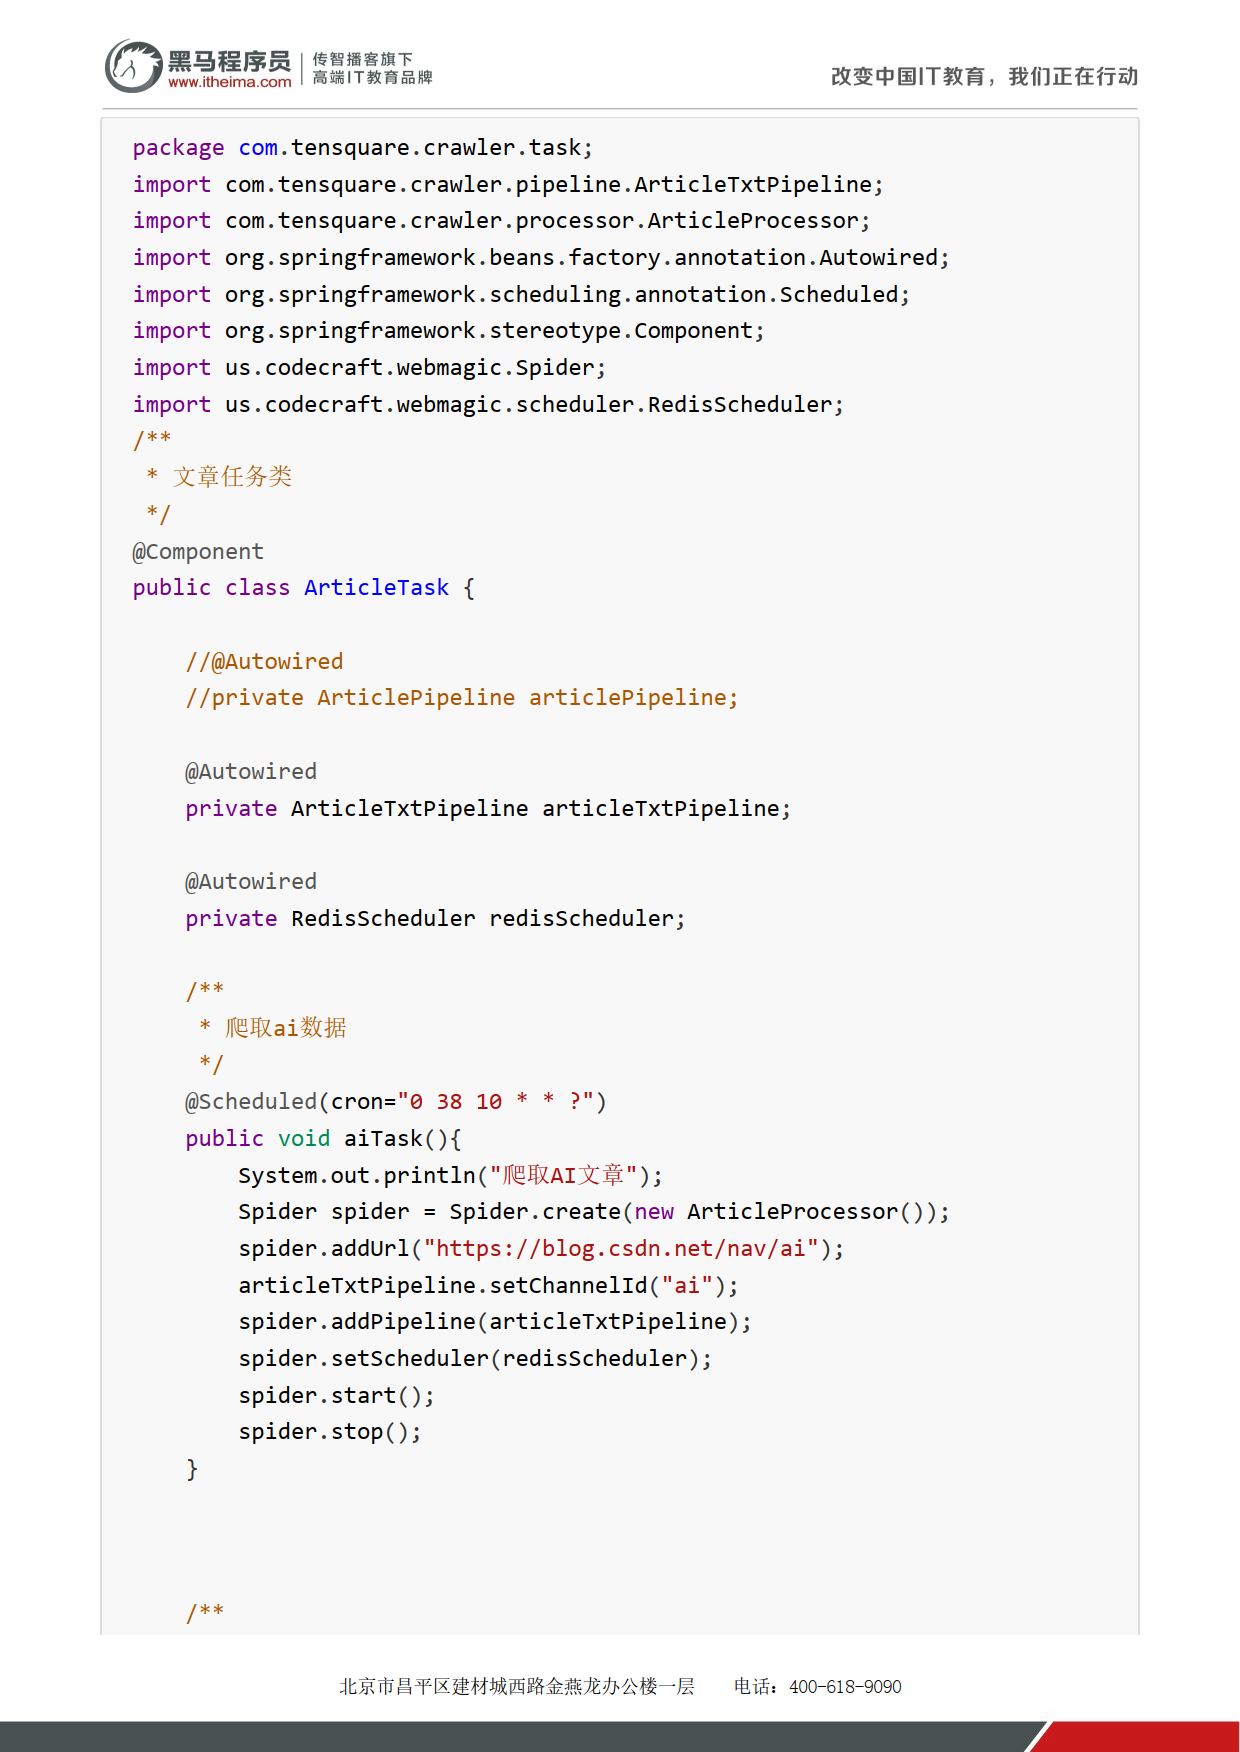 黑马程序员
www.itheima.com
传智播客旗下
高端IT教育品牌
改变中国IT教育，我们正在行动
package com.tensquare.crawler.task;
import com.tensquare.crawler.pipeline.ArticleTxtPipeline;
import com.tensquare.crawler.processor.ArticleProcessor;
import org.springframework.beans.factory.annotation.Autowired;
import org.springframework.scheduling.annotation.Scheduled;
import org.springframework.stereotype.Component;
import us.codecraft.webmagic.Spider;
import us.codecraft.webmagic.scheduler.RedisScheduler;
/**
 * 文章任务类
 */
@Component
public class ArticleTask {
    //@Autowired
    //private ArticlePipeline articlePipeline;
    @Autowired
    private ArticleTxtPipeline articleTxtPipeline;
    @Autowired
    private RedisScheduler redisScheduler;
    /**
     * 爬取ai数据
     */
    @Scheduled(cron="0 38 10 * * ?")
    public void aiTask(){
        System.out.println("爬取AI文章");
        Spider spider = Spider.create(new ArticleProcessor());
        spider.addUrl("https://blog.csdn.net/nav/ai");
        articleTxtPipeline.setChannelId("ai");
        spider.addPipeline(articleTxtPipeline);
        spider.setScheduler(redisScheduler);
        spider.start();
        spider.stop();
    }
    /**
北京市昌平区建材城西路金燕龙办公楼一层 电话：400-618-9090